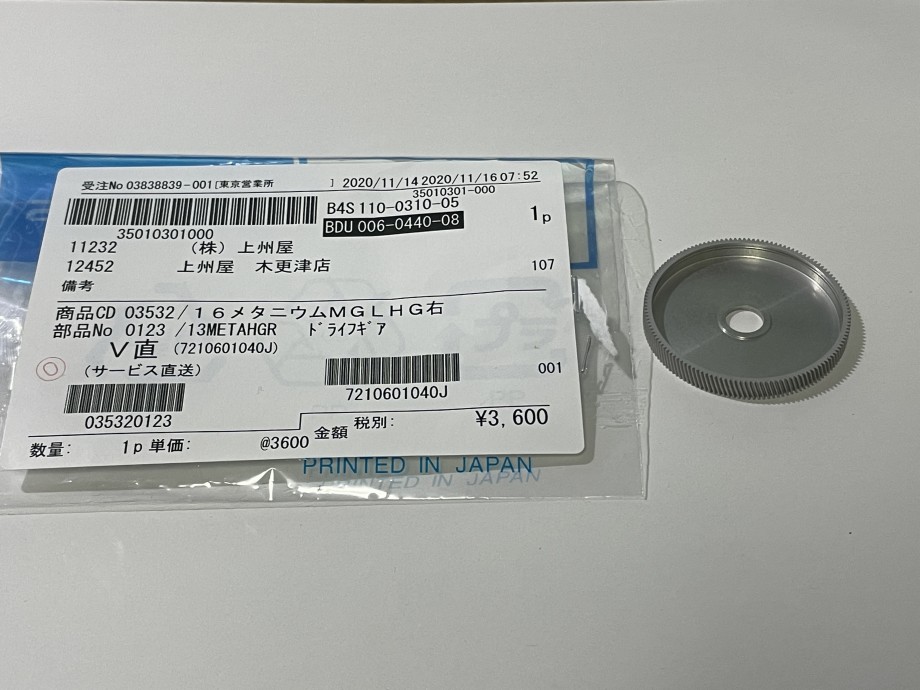 受注No 03838839-001 [東京営業所 ] 2020/11/14 2020/11/16 07:52
35010301-000
35010301000
B4S 110-0310-05
BDU 006-0440-08
1p
11232 (株) 上州屋
12452 上州屋 木更津店 107
備考
商品CD 03532/16メタニウムMGLHG右
部品No 0123 /13METAHGR ドライフギア
V直 (7210601040J)
(サービス直送)
001
035320123
7210601040J
数量: 1p 単価: @3600 金額 税別: ¥3,600
プラ
PRINTED IN JAPAN
PRINTED IN JAPAN